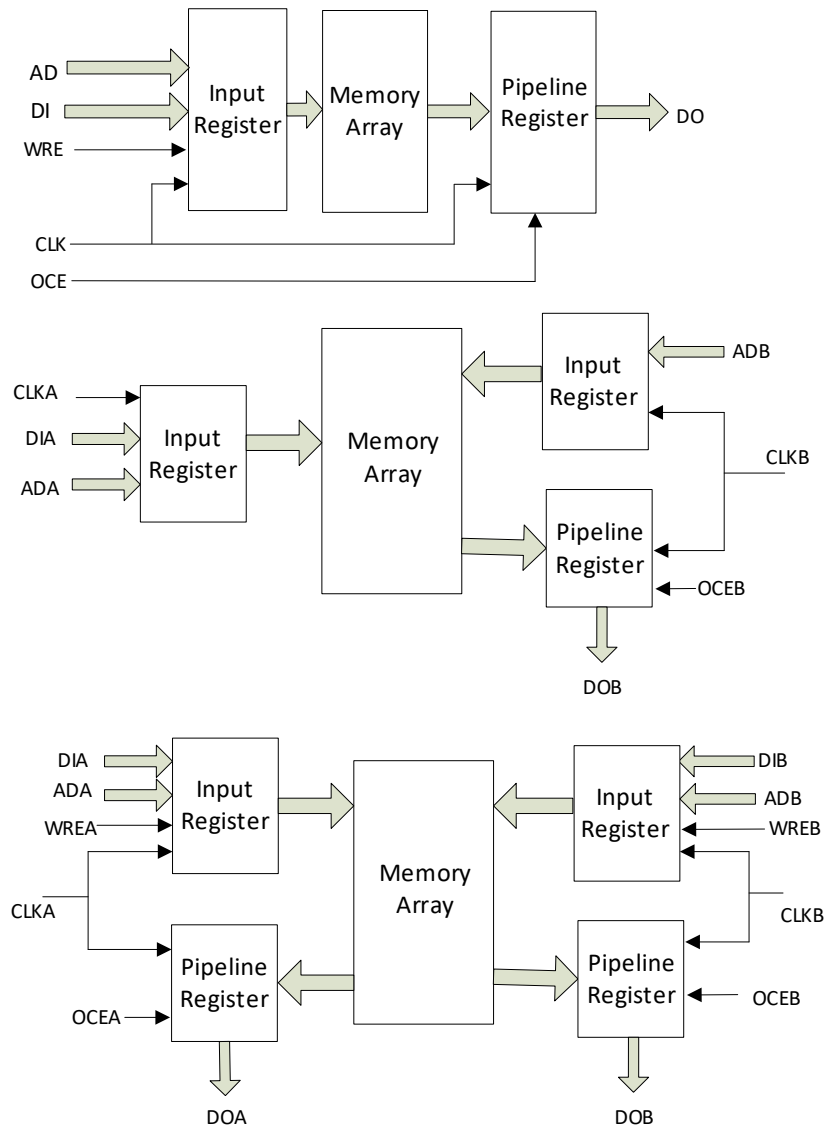 AD
DI
WRE
CLK
OCE
Input
Register
Memory
Array
Pipeline
Register
DO
CLKA
DIA
ADA
Input
Register
Memory
Array
Input
Register
ADB
CLKB
Pipeline
Register
OCEB
DOB
DIA
ADA
WREA
CLKA
Input
Register
Memory
Array
Input
Register
DIB
ADB
WREB
CLKB
Pipeline
Register
OCEA
DOA
Pipeline
Register
OCEB
DOB